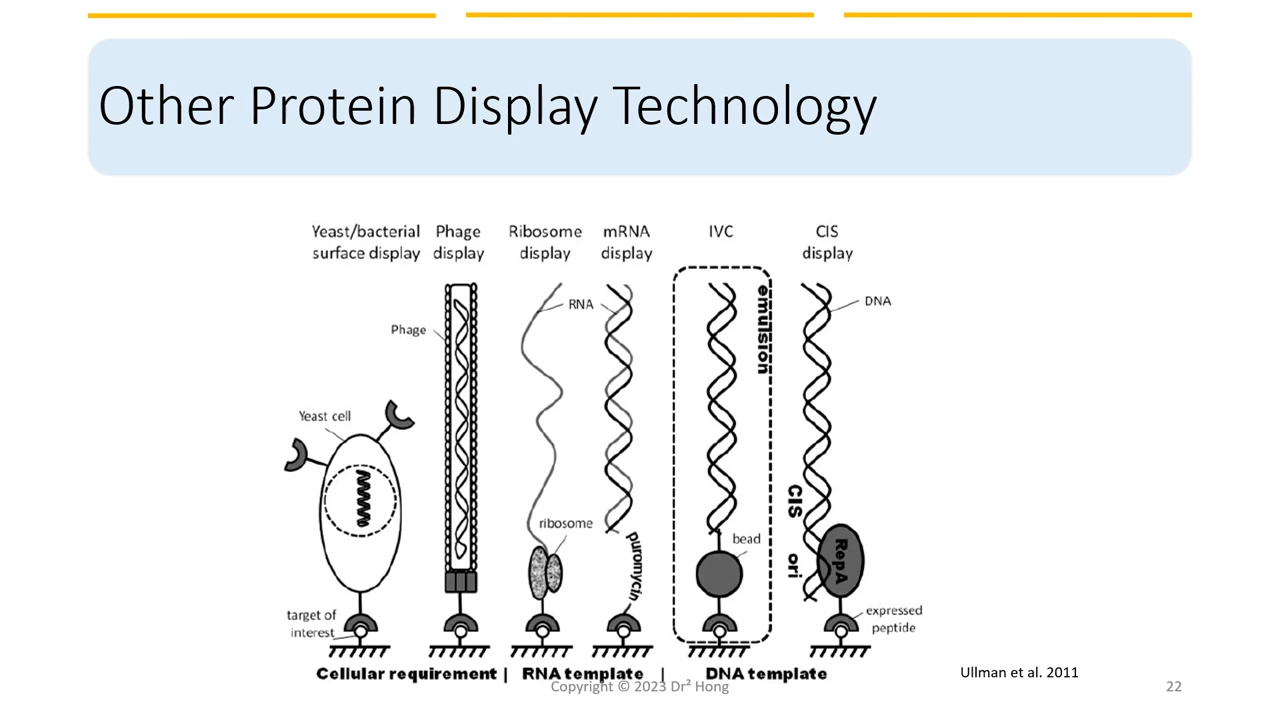 Other Protein Display Technology
Yeast/bacterial surface display
Phage display
Ribosome display
mRNA display
IVC
CIS display
emulsion
RNA
DNA
Phage
Yeast cell
CIS
ribosome
puromycin
bead
RepA
ori
target of interest
expressed peptide
Cellular requirement | RNA template | DNA template
Ullman et al. 2011
Copyright © 2023 Dr² Hong
22